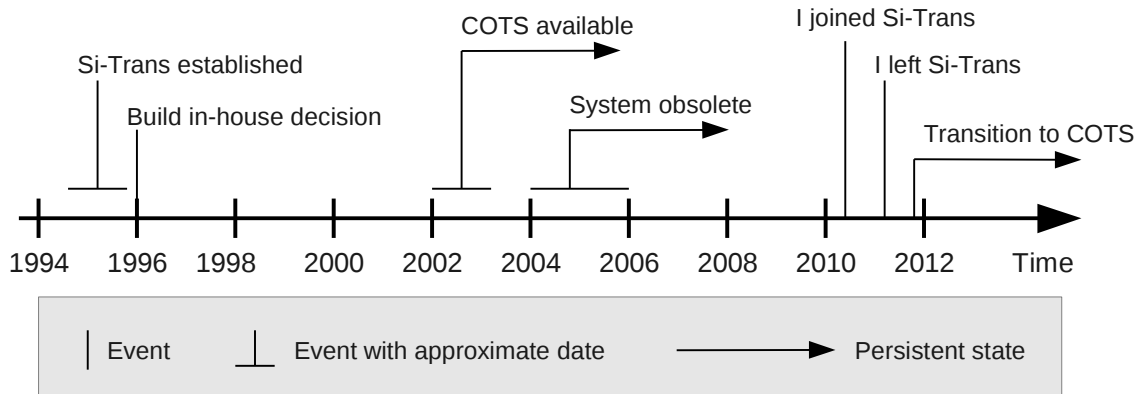 I joined Si-Trans
COTS available
Si-Trans established
I left Si-Trans
System obsolete
Build in-house decision
Transition to COTS
1994 1996 1998 2000 2002 2004 2006 2008 2010 2012 Time
Event Event with approximate date Persistent state